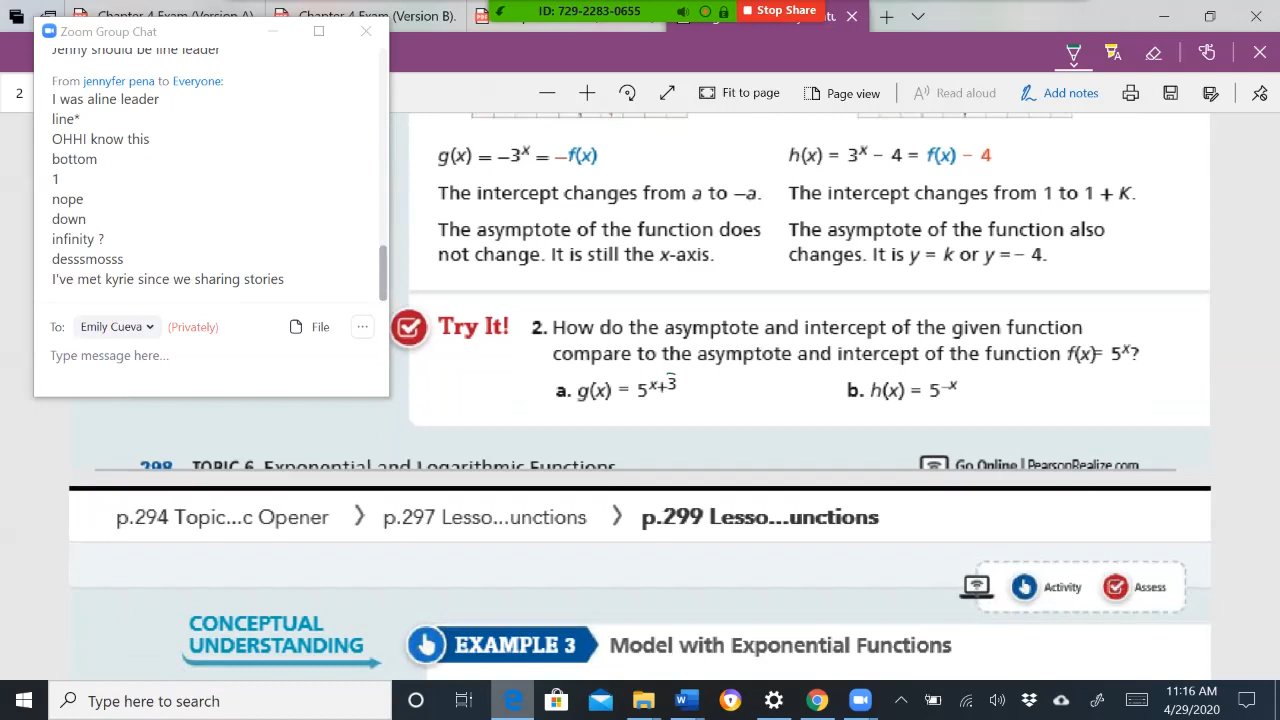 Chapter 4 Exam (Version B).
ID: 729-2283-0655
Stop Share
Zoom Group Chat
Jenny should be line leader
From jennyfer pena to Everyone:
I was aline leader
line*
OHHI know this
bottom
1
nope
down
infinity ?
desssmosss
I've met kyrie since we sharing stories
To: Emily Cueva (Privately) File ...
Type message here...
2
Fit to page
Page view
Read aloud
Add notes
g(x) = −3ˣ = −f(x)
The intercept changes from a to −a.
The asymptote of the function does
not change. It is still the x-axis.
h(x) = 3ˣ − 4 = f(x) − 4
The intercept changes from 1 to 1 + K.
The asymptote of the function also
changes. It is y = k or y = − 4.
Try It! 2. How do the asymptote and intercept of the given function
compare to the asymptote and intercept of the function f(x)= 5ˣ?
a. g(x) = 5ˣ⁺³ b. h(x) = 5⁻ˣ
298 TOPIC 6 Exponential and Logarithmic Functions Go Online | PearsonRealize.com
p.294 Topic...c Opener > p.297 Lesso...unctions > p.299 Lesso...unctions
Activity Assess
CONCEPTUAL
UNDERSTANDING
EXAMPLE 3 Model with Exponential Functions
Type here to search
11:16 AM
4/29/2020